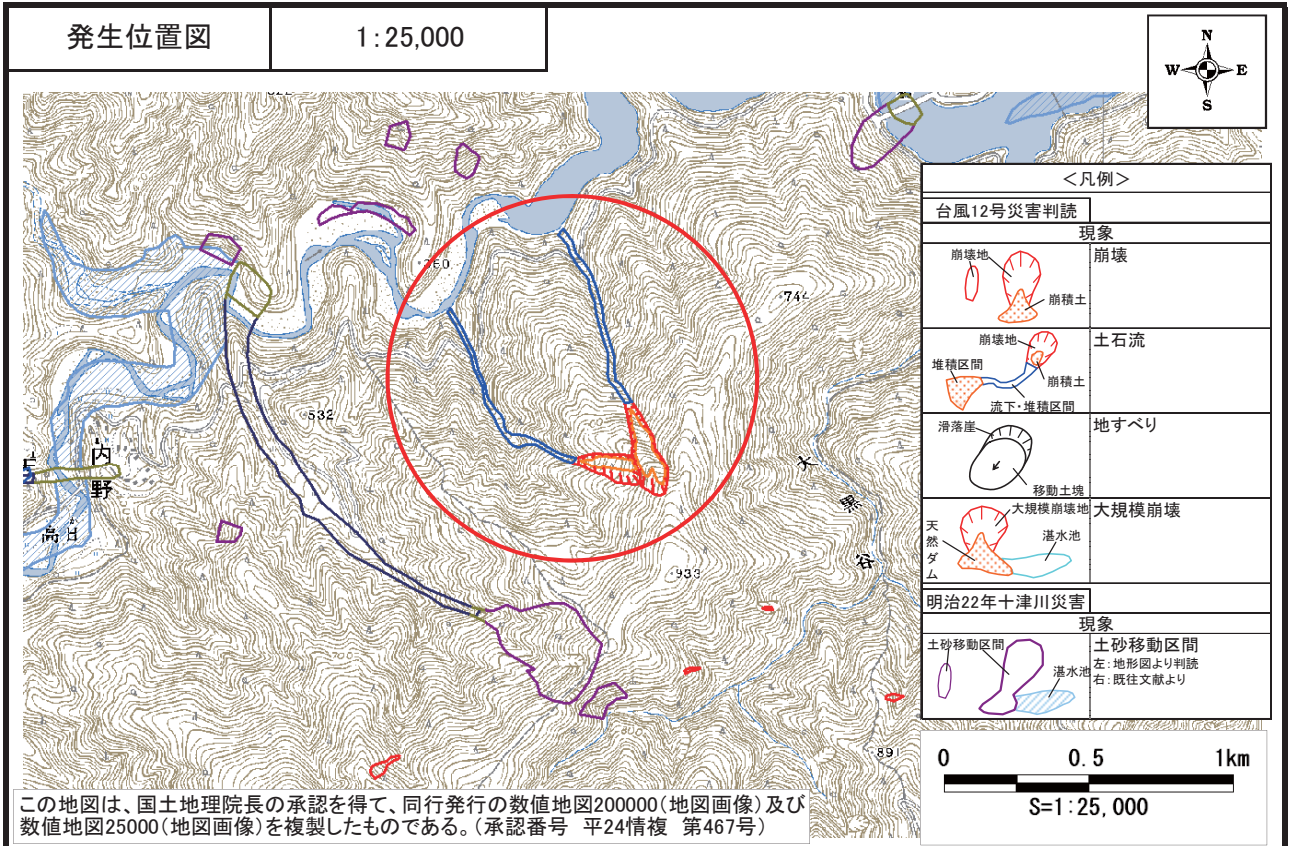 発生位置図
1:25,000
N
W E
S
360
744
532
933
891
内野
高日
大黒谷
<凡例>
台風12号災害判読
現象
崩壊地
崩積土
崩壊
崩壊地
堆積区間
崩積土
流下・堆積区間
土石流
滑落崖
移動土塊
地すべり
大規模崩壊地
天然ダム
湛水池
大規模崩壊
明治22年十津川災害
現象
土砂移動区間
湛水池
土砂移動区間
左:地形図より判読
右:既往文献より
0 0.5 1km
S=1:25,000
この地図は、国土地理院長の承認を得て、同行発行の数値地図200000(地図画像)及び
数値地図25000(地図画像)を複製したものである。(承認番号 平24情複 第467号)